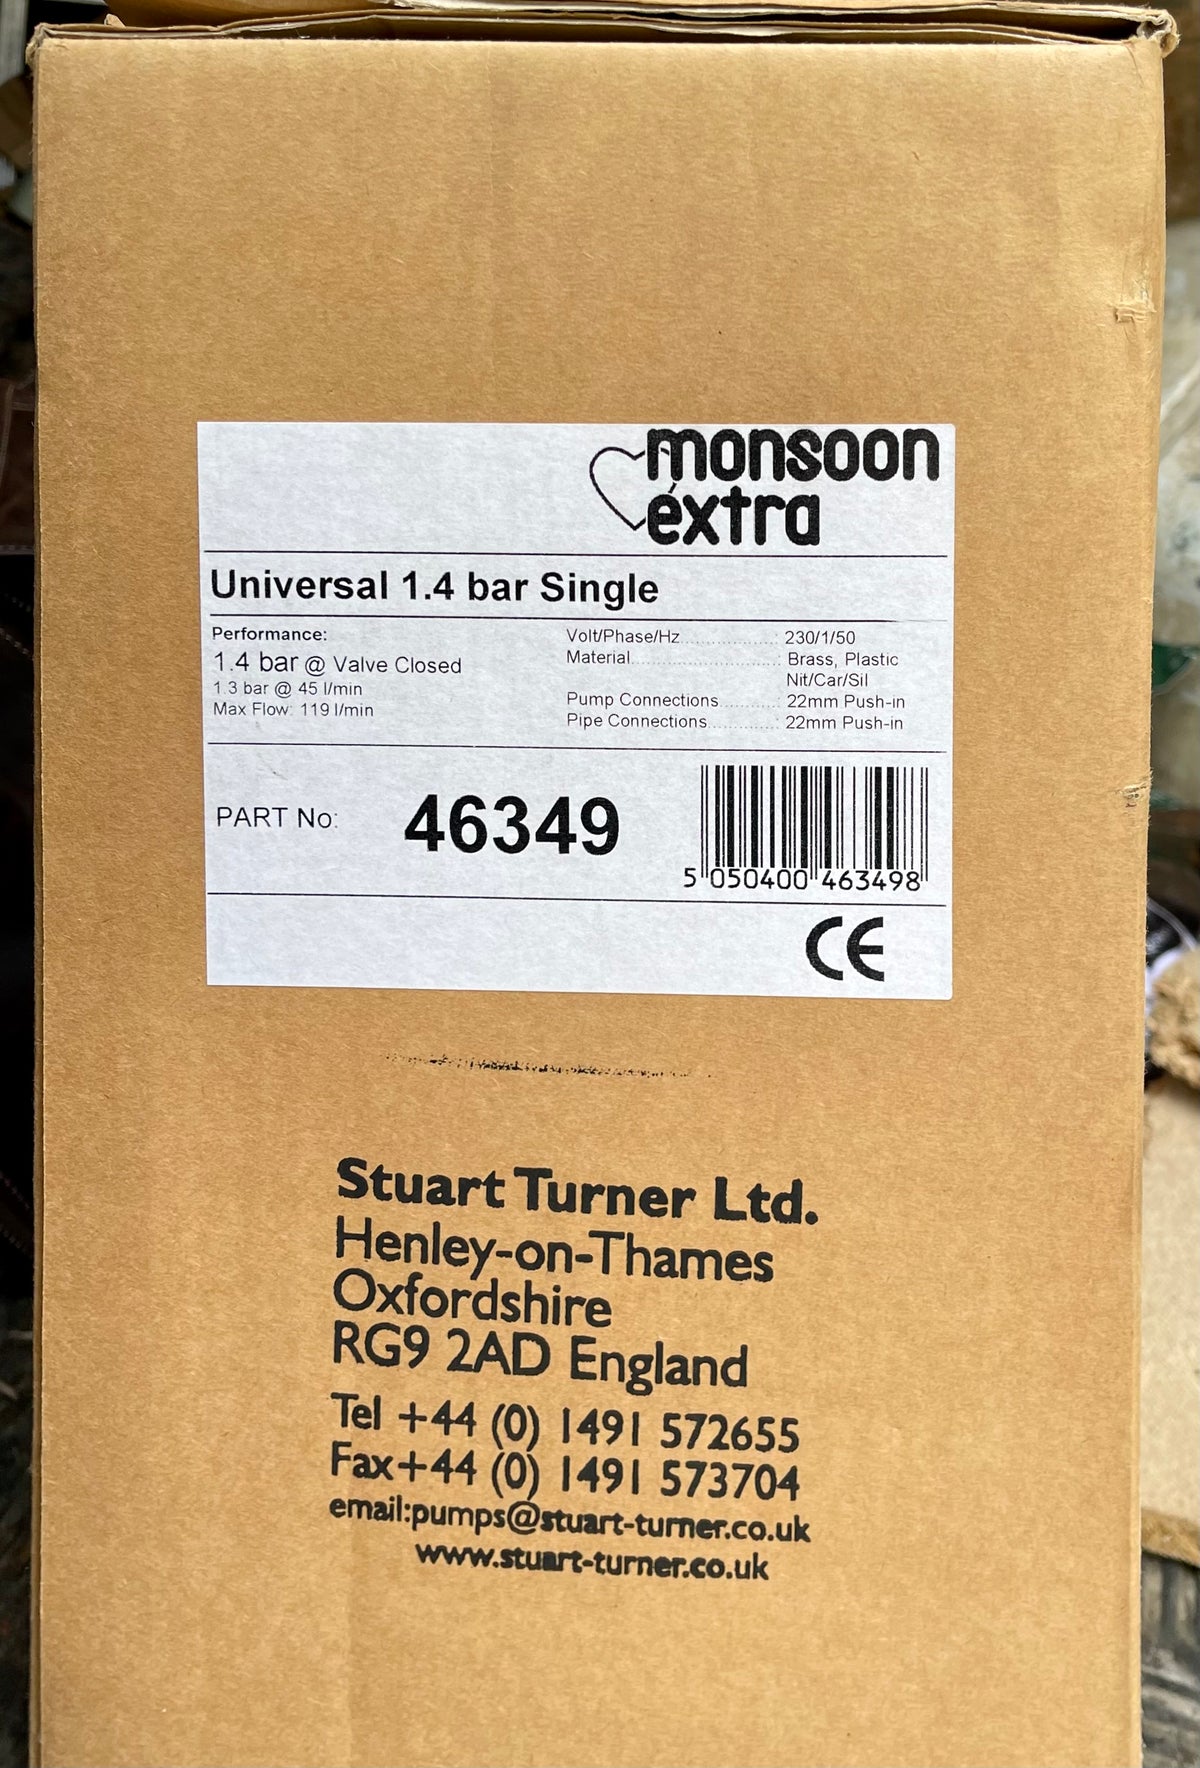 monsoon
extra
Universal 1.4 bar Single
Performance:
1.4 bar @ Valve Closed
1.3 bar @ 45 l/min
Max Flow: 119 l/min
Volt/Phase/Hz....................: 230/1/50
Material.............................: Brass, Plastic
Nit/Car/Sil
Pump Connections............: 22mm Push-in
Pipe Connections..............: 22mm Push-in
PART No: 46349
5 050400 463498
CE
Stuart Turner Ltd.
Henley-on-Thames
Oxfordshire
RG9 2AD England
Tel +44 (0) 1491 572655
Fax+44 (0) 1491 573704
email:pumps@stuart-turner.co.uk
www.stuart-turner.co.uk